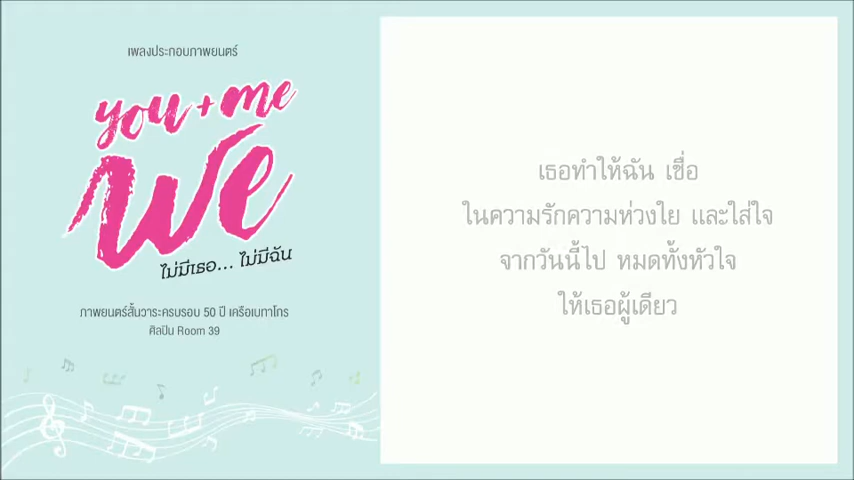 เพลงประกอบภาพยนตร์
you + me
we
ไม่มีเธอ... ไม่มีฉัน
ภาพยนตร์สั้นวาระครบรอบ 50 ปี เครือเบทาโกร
ศิลปิน Room 39
เธอทำให้ฉัน เชื่อ
ในความรักความห่วงใย และใส่ใจ
จากวันนี้ไป หมดทั้งหัวใจ
ให้เธอผู้เดียว